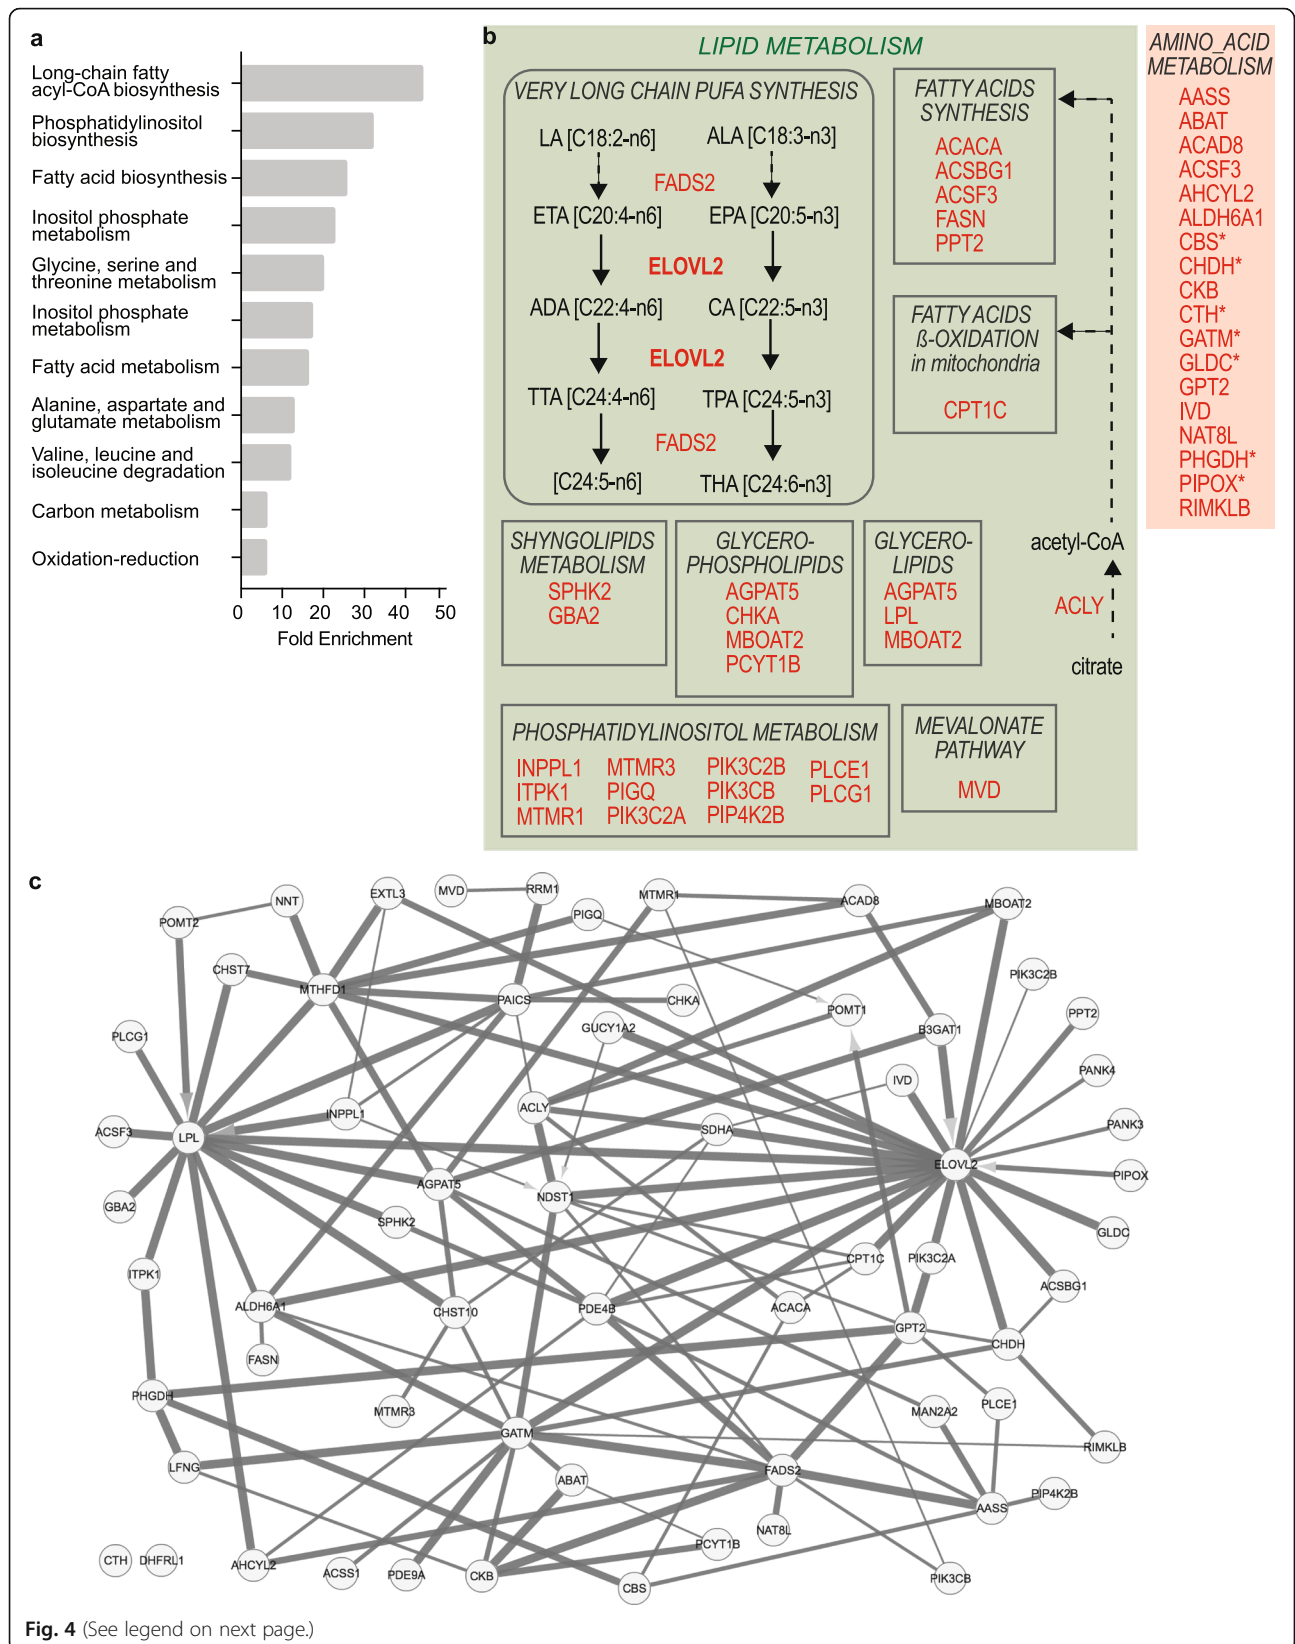 a
Long-chain fatty
acyl-CoA biosynthesis
Phosphatidylinositol
biosynthesis
Fatty acid biosynthesis
Inositol phosphate
metabolism
Glycine, serine and
threonine metabolism
Inositol phosphate
metabolism
Fatty acid metabolism
Alanine, aspartate and
glutamate metabolism
Valine, leucine and
isoleucine degradation
Carbon metabolism
Oxidation-reduction
0 10 20 30 40 50
Fold Enrichment
b
LIPID METABOLISM
VERY LONG CHAIN PUFA SYNTHESIS
LA [C18:2-n6] ALA [C18:3-n3]
FADS2
ETA [C20:4-n6] EPA [C20:5-n3]
ELOVL2
ADA [C22:4-n6] CA [C22:5-n3]
ELOVL2
TTA [C24:4-n6] TPA [C24:5-n3]
FADS2
[C24:5-n6] THA [C24:6-n3]
FATTY ACIDS
SYNTHESIS
ACACA
ACSBG1
ACSF3
FASN
PPT2
FATTY ACIDS
ß-OXIDATION
in mitochondria
CPT1C
SHYNGOLIPIDS
METABOLISM
SPHK2
GBA2
GLYCERO-
PHOSPHOLIPIDS
AGPAT5
CHKA
MBOAT2
PCYT1B
GLYCERO-
LIPIDS
AGPAT5
LPL
MBOAT2
acetyl-CoA
ACLY
citrate
PHOSPHATIDYLINOSITOL METABOLISM
INPPL1 MTMR3 PIK3C2B PLCE1
ITPK1 PIGQ PIK3CB PLCG1
MTMR1 PIK3C2A PIP4K2B
MEVALONATE
PATHWAY
MVD
AMINO_ACID
METABOLISM
AASS
ABAT
ACAD8
ACSF3
AHCYL2
ALDH6A1
CBS*
CHDH*
CKB
CTH*
GATM*
GLDC*
GPT2
IVD
NAT8L
PHGDH*
PIPOX*
RIMKLB
c
POMT2
NNT
EXTL3
MVD
RRM1
PIGQ
MTMR1
ACAD8
MBOAT2
CHST7
MTHFD1
PAICS
CHKA
GUCY1A2
POMT1
B3GAT1
PIK3C2B
PPT2
PLCG1
INPPL1
ACLY
SDHA
IVD
PANK4
ACSF3
LPL
PANK3
ELOVL2
PIPOX
AGPAT5
NDST1
GBA2
SPHK2
GLDC
ITPK1
CPT1C
PIK3C2A
ACSBG1
ALDH6A1
CHST10
PDE4B
ACACA
GPT2
CHDH
FASN
PHGDH
MTMR3
MAN2A2
PLCE1
GATM
RIMKLB
LFNG
ABAT
FADS2
PIP4K2B
AASS
NAT8L
PCYT1B
CTH
DHFRL1
AHCYL2
ACSS1
PDE9A
CKB
CBS
PIK3CB
Fig. 4 (See legend on next page.)